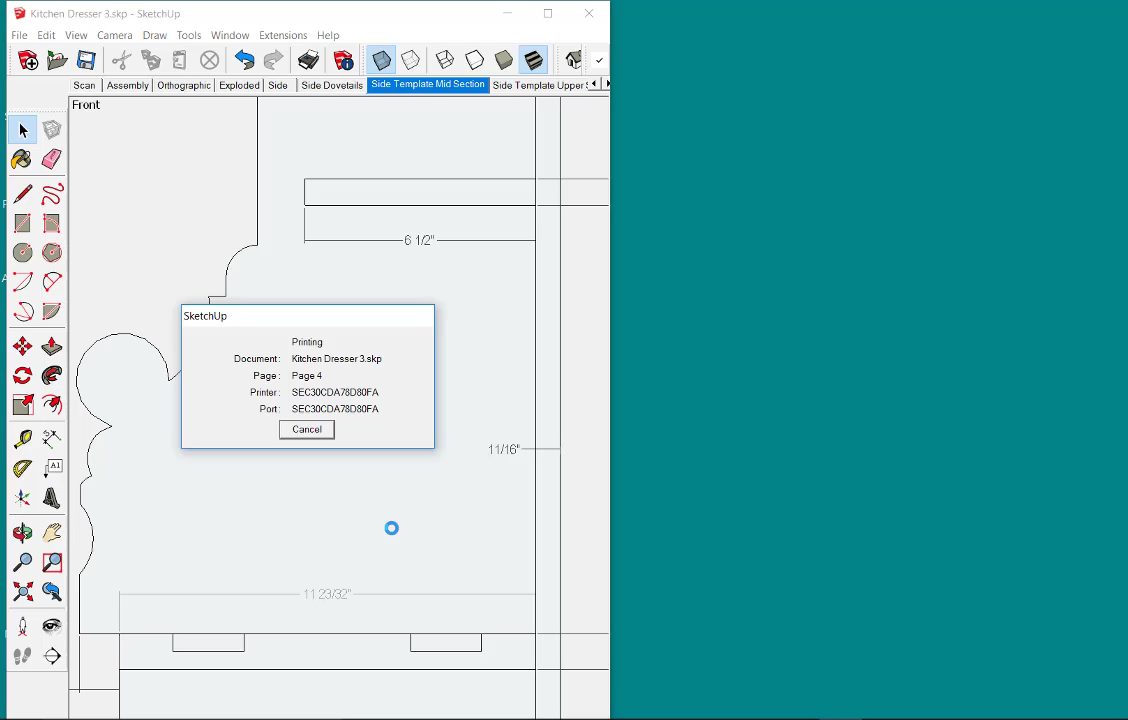 Kitchen Dresser 3.skp - SketchUp
File Edit View Camera Draw Tools Window Extensions Help
Scan Assembly Orthographic Exploded Side Side Dovetails Side Template Mid Section Side Template Upper S
Front
6 1/2"
SketchUp
Printing
Document: Kitchen Dresser 3.skp
Page: Page 4
Printer: SEC30CDA78D80FA
Port: SEC30CDA78D80FA
Cancel
11/16"
A1
11 23/32"